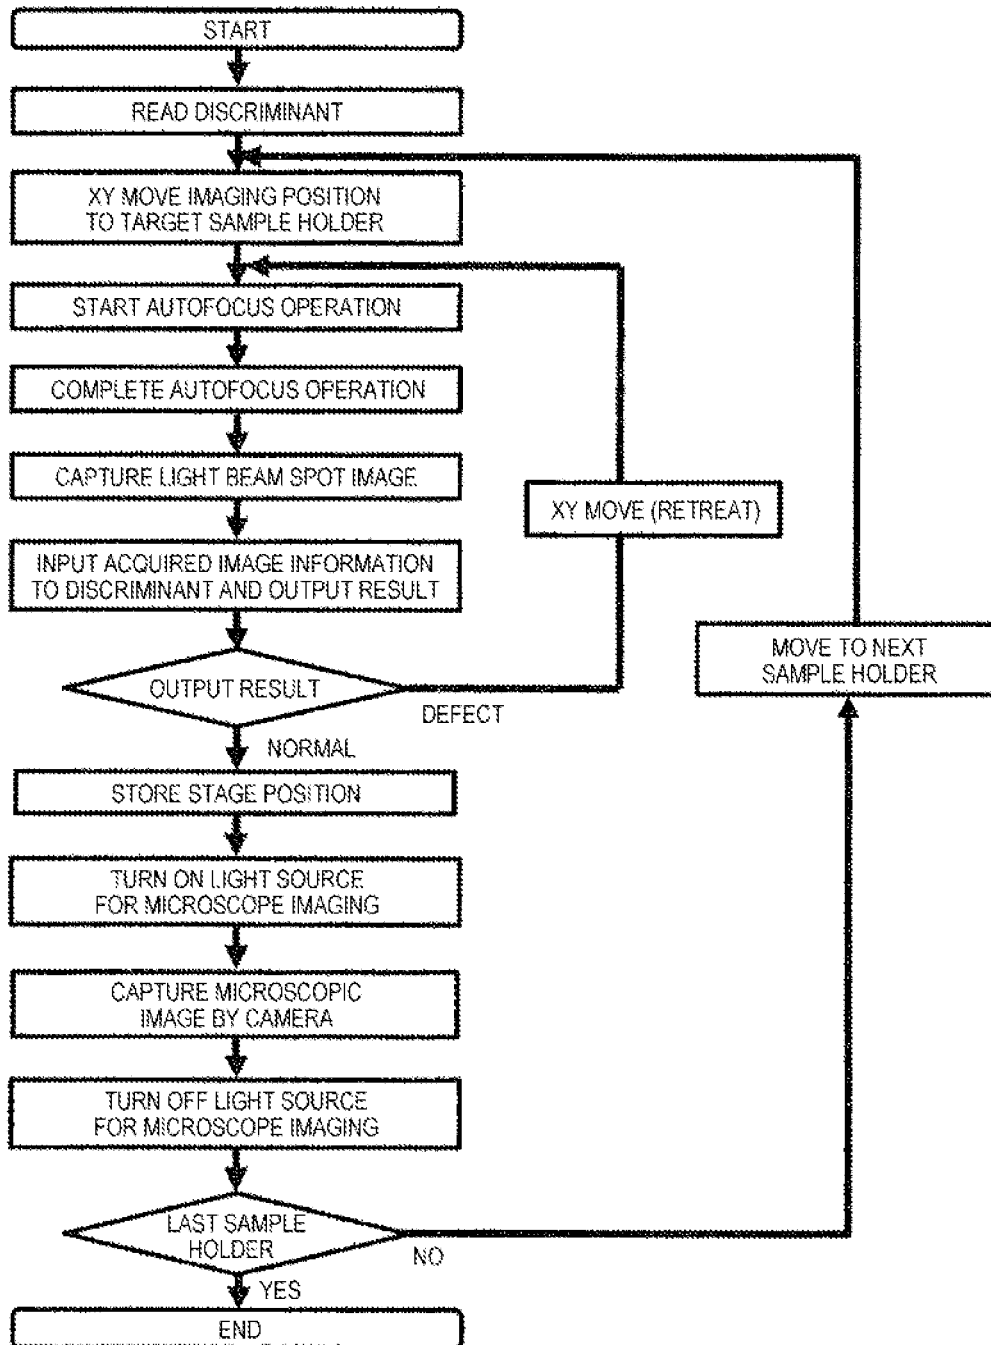 START
READ DISCRIMINANT
XY MOVE IMAGING POSITION
TO TARGET SAMPLE HOLDER
START AUTOFOCUS OPERATION
COMPLETE AUTOFOCUS OPERATION
CAPTURE LIGHT BEAM SPOT IMAGE
XY MOVE (RETREAT)
INPUT ACQUIRED IMAGE INFORMATION
TO DISCRIMINANT AND OUTPUT RESULT
MOVE TO NEXT
SAMPLE HOLDER
OUTPUT RESULT
DEFECT
NORMAL
STORE STAGE POSITION
TURN ON LIGHT SOURCE
FOR MICROSCOPE IMAGING
CAPTURE MICROSCOPIC
IMAGE BY CAMERA
TURN OFF LIGHT SOURCE
FOR MICROSCOPE IMAGING
LAST SAMPLE
HOLDER
NO
YES
END